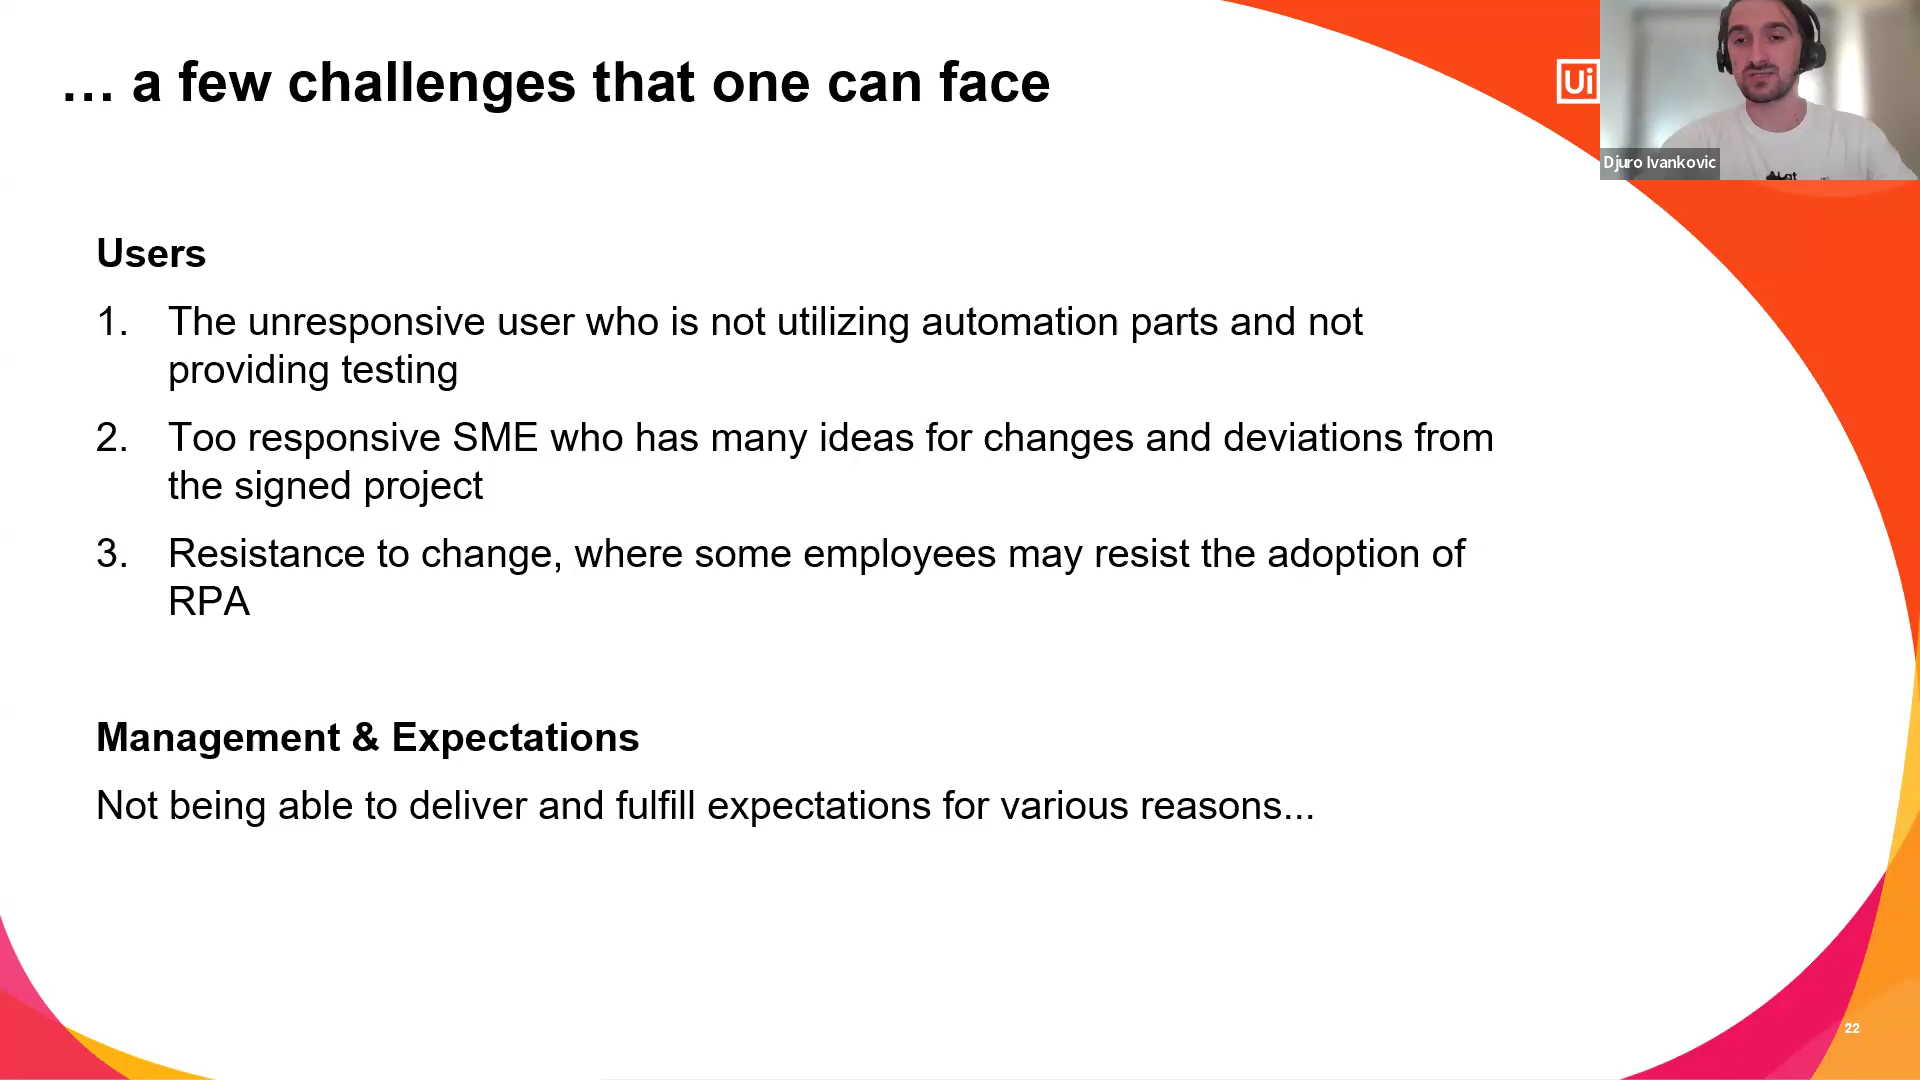 … a few challenges that one can face
Ui
Djuro Ivankovic
Users
1. The unresponsive user who is not utilizing automation parts and not
providing testing
2. Too responsive SME who has many ideas for changes and deviations from
the signed project
3. Resistance to change, where some employees may resist the adoption of
RPA
Management & Expectations
Not being able to deliver and fulfill expectations for various reasons...
22